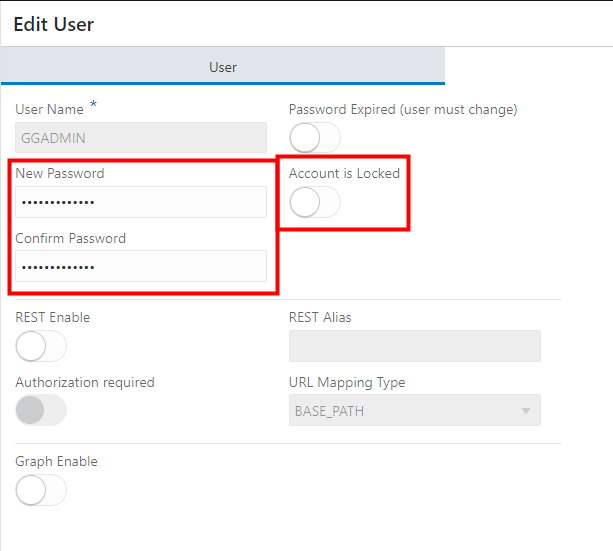 Edit User
User
User Name *
Password Expired (user must change)
GGADMIN
New Password
Account is Locked
•••••••••••••
Confirm Password
•••••••••••••
REST Enable
REST Alias
Authorization required
URL Mapping Type
BASE_PATH
Graph Enable